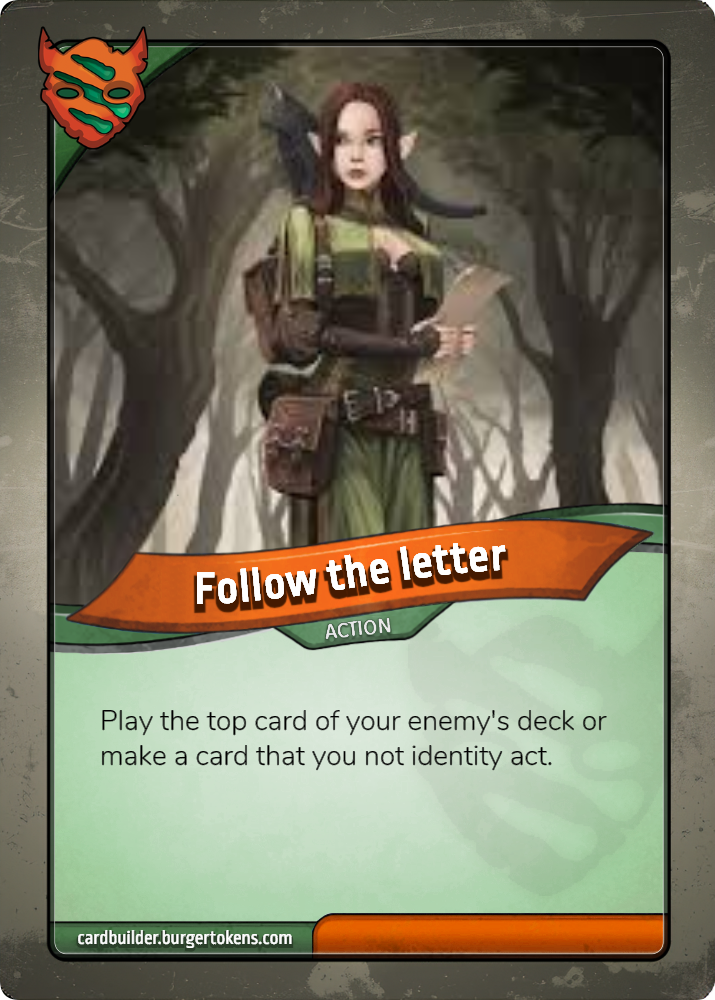 Follow the letter
ACTION
Play the top card of your enemy's deck or
make a card that you not identity act.
cardbuilder.burgertokens.com